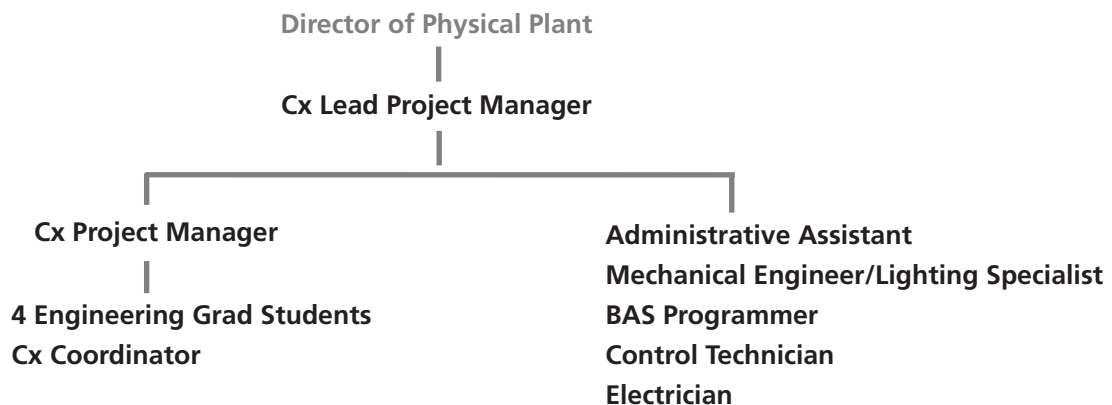 Director of Physical Plant
Cx Lead Project Manager
Cx Project Manager
4 Engineering Grad Students
Cx Coordinator
Administrative Assistant
Mechanical Engineer/Lighting Specialist
BAS Programmer
Control Technician
Electrician